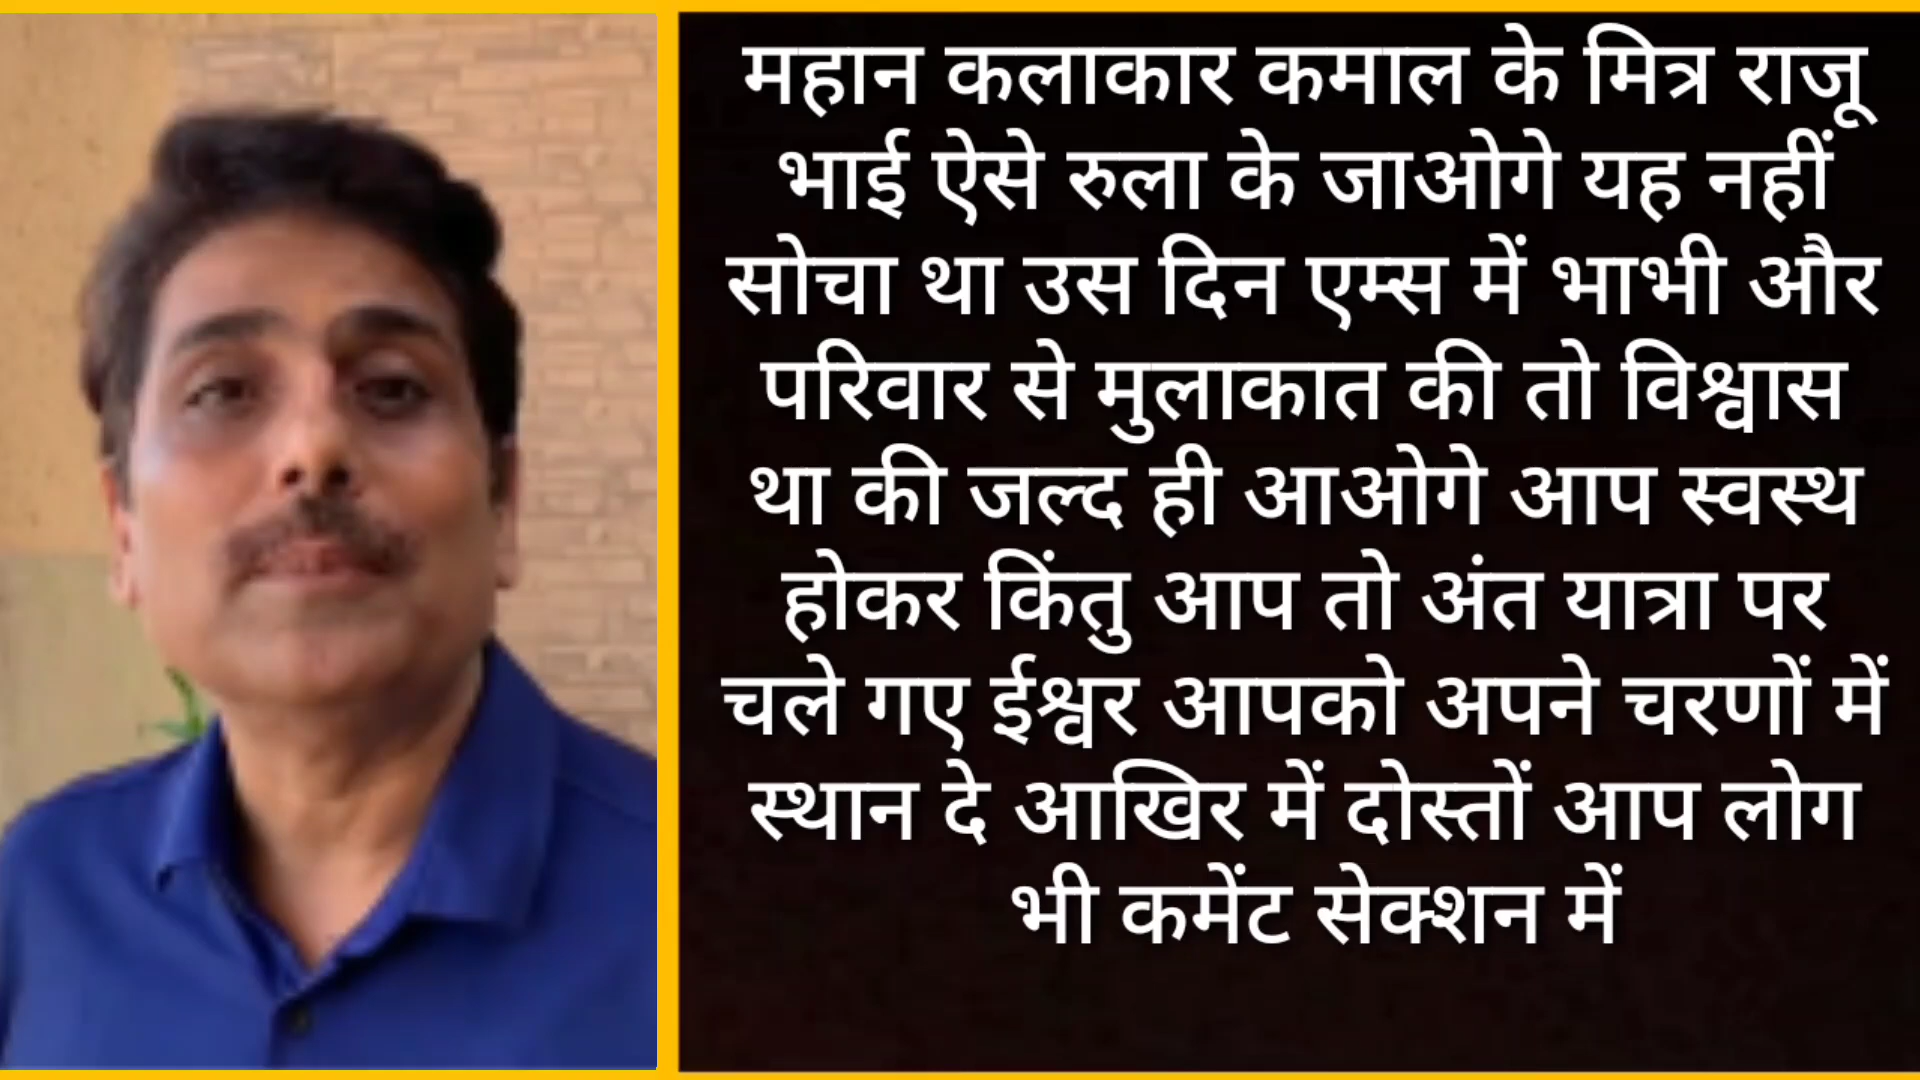 महान कलाकार कमाल के मित्र राजू
भाई ऐसे रुला के जाओगे यह नहीं
सोचा था उस दिन एम्स में भाभी और
परिवार से मुलाकात की तो विश्वास
था की जल्द ही आओगे आप स्वस्थ
होकर किंतु आप तो अंत यात्रा पर
चले गए ईश्वर आपको अपने चरणों में
स्थान दे आखिर में दोस्तों आप लोग
भी कमेंट सेक्शन में